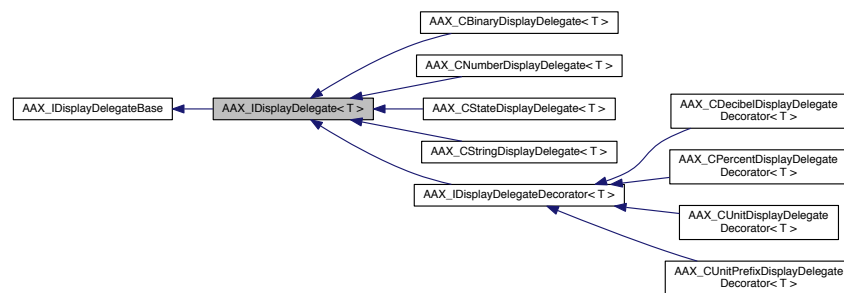 AAX_IDisplayDelegateBase
AAX_IDisplayDelegate< T >
AAX_CBinaryDisplayDelegate< T >
AAX_CNumberDisplayDelegate< T >
AAX_CStateDisplayDelegate< T >
AAX_CStringDisplayDelegate< T >
AAX_IDisplayDelegateDecorator< T >
AAX_CDecibelDisplayDelegate
Decorator< T >
AAX_CPercentDisplayDelegate
Decorator< T >
AAX_CUnitDisplayDelegate
Decorator< T >
AAX_CUnitPrefixDisplayDelegate
Decorator< T >